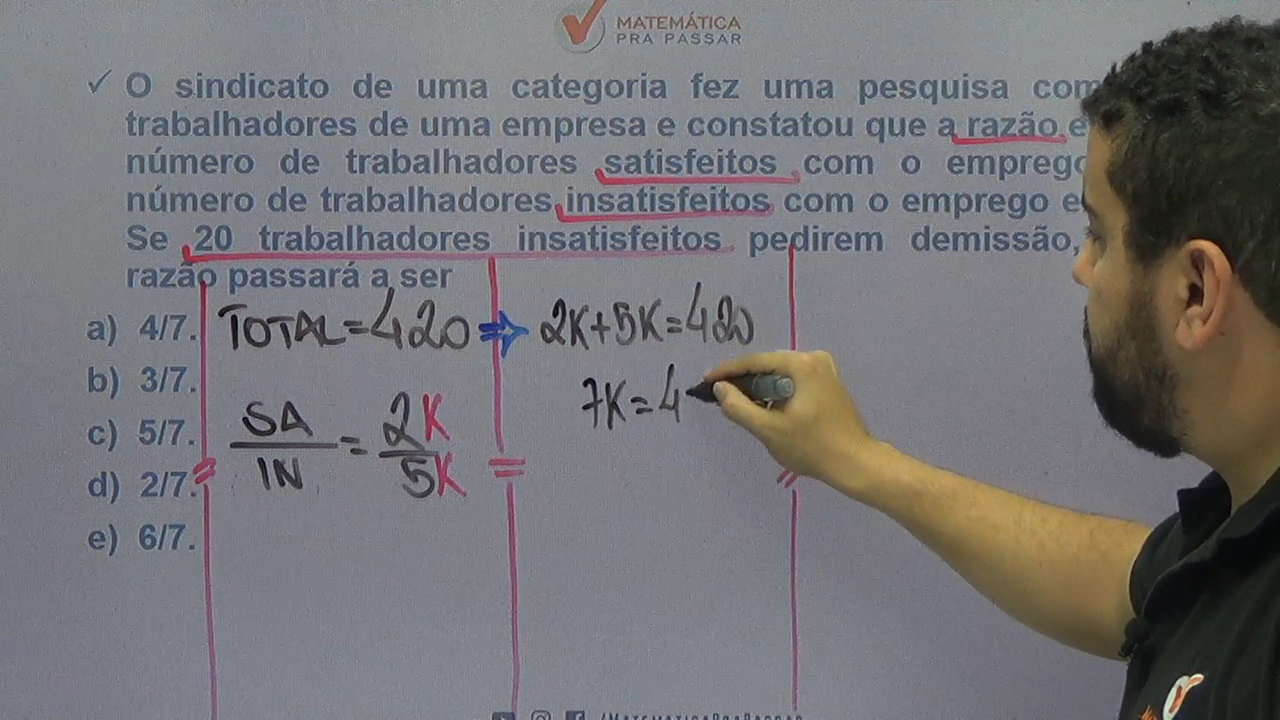 MATEMÁTICA
PRA PASSAR
✓ O sindicato de uma categoria fez uma pesquisa com
trabalhadores de uma empresa e constatou que a razão e
número de trabalhadores satisfeitos com o emprego
número de trabalhadores insatisfeitos com o emprego e
Se 20 trabalhadores insatisfeitos pedirem demissão,
razão passará a ser
a) 4/7.
b) 3/7.
c) 5/7.
d) 2/7.
e) 6/7.
TOTAL=420 ⇒ 2K+5K=420
7K=4
SA/IN = 2K/5K
/MATEMATICAPRAPASSAR